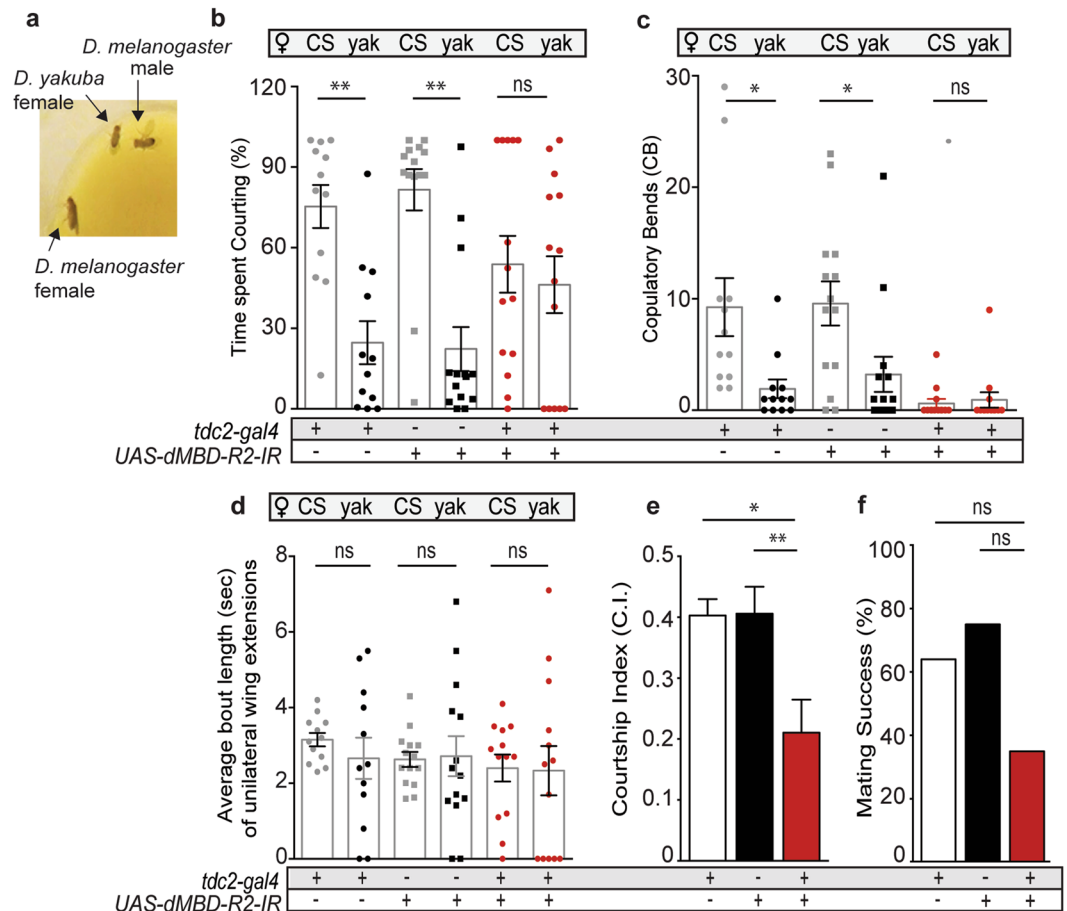 a
D. melanogaster
male
D. yakuba
female
D. melanogaster
female
b
♀ CS yak CS yak CS yak
** ** ns
Time spent Courting (%)
120
90
60
30
0
c
♀ CS yak CS yak CS yak
* * ns
Copulatory Bends (CB)
30
20
10
0
tdc2-gal4 + + - - + + + + - - + +
UAS-dMBD-R2-IR - - + + + + - - + + + +
d
♀ CS yak CS yak CS yak
ns ns ns
Average bout length (sec)
of unilateral wing extensions
8
6
4
2
0
e
*
**
Courtship Index (C.I.)
0.5
0.4
0.3
0.2
0.1
0
f
ns
ns
Mating Success (%)
100
80
60
40
20
0
tdc2-gal4 + + - - + + + - + + - +
UAS-dMBD-R2-IR - - + + + + - + + - + +